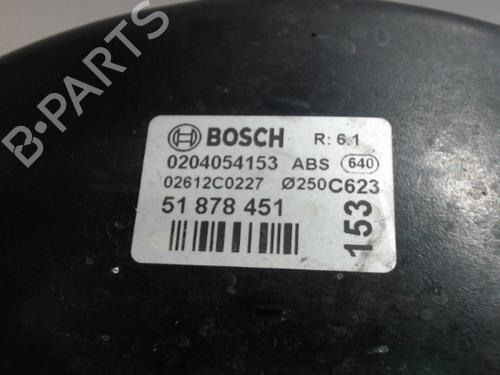 B-PARTS
BOSCH R: 6.1
0204054153 ABS 640
02612C0227 Ø250C623
51 878 451
153